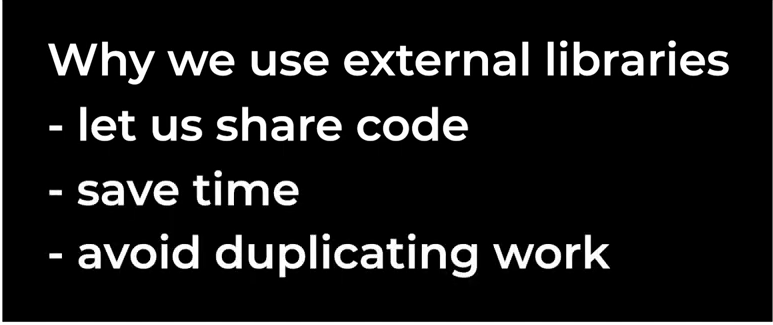 Why we use external libraries
- let us share code
- save time
- avoid duplicating work